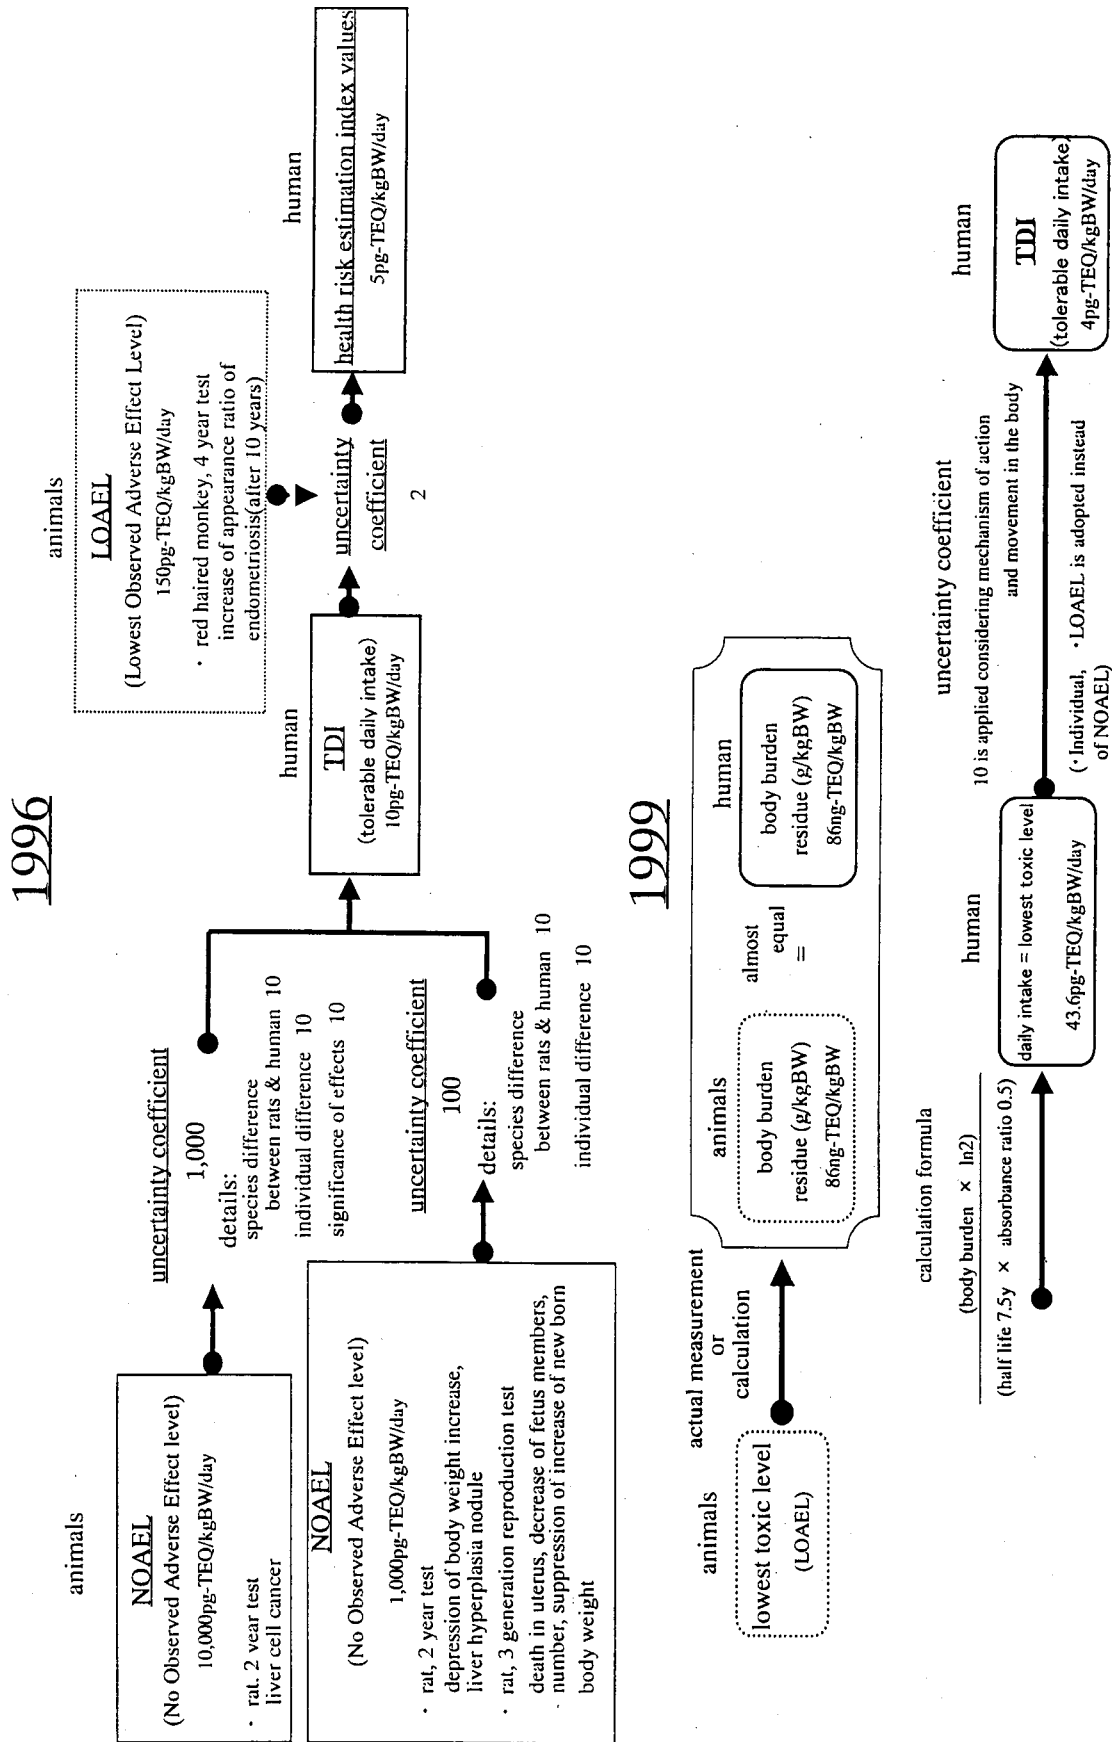 1996
animals
NOAEL
(No Observed Adverse Effect level)
10,000pg-TEQ/kgBW/day
· rat. 2 year test
liver cell cancer
NOAEL
(No Observed Adverse Effect level)
1,000pg-TEQ/kgBW/day
· rat, 2 year test
depression of body weight increase,
liver hyperplasia nodule
· rat, 3 generation reproduction test
death in uterus, decrease of fetus members,
number, suppression of increase of new born
body weight
uncertainty coefficient
1,000
details:
species difference
between rats & human 10
individual difference 10
significance of effects 10
uncertainty coefficient
100
details:
species difference
between rats & human 10
individual difference 10
human
TDI
(tolerable daily intake)
10pg-TEQ/kgBW/day
animals
LOAEL
(Lowest Observed Adverse Effect Level)
150pg-TEQ/kgBW/day
· red haired monkey, 4 year test
increase of appearance ratio of
endometriosis(after 10 years)
uncertainty
coefficient
2
human
health risk estimation index values
5pg-TEQ/kgBW/day
1999
animals
lowest toxic level
(LOAEL)
actual measurement
or
calculation
animals
body burden
residue (g/kgBW)
86ng-TEQ/kgBW
almost
equal
=
human
body burden
residue (g/kgBW)
86ng-TEQ/kgBW
calculation formula
(body burden × ln2)
(half life 7.5y × absorbance ratio 0.5)
human
daily intake = lowest toxic level
43.6pg-TEQ/kgBW/day
uncertainty coefficient
10 is applied considering mechanism of action
and movement in the body
(· Individual, · LOAEL is adopted instead
of NOAEL)
human
TDI
(tolerable daily intake)
4pg-TEQ/kgBW/day